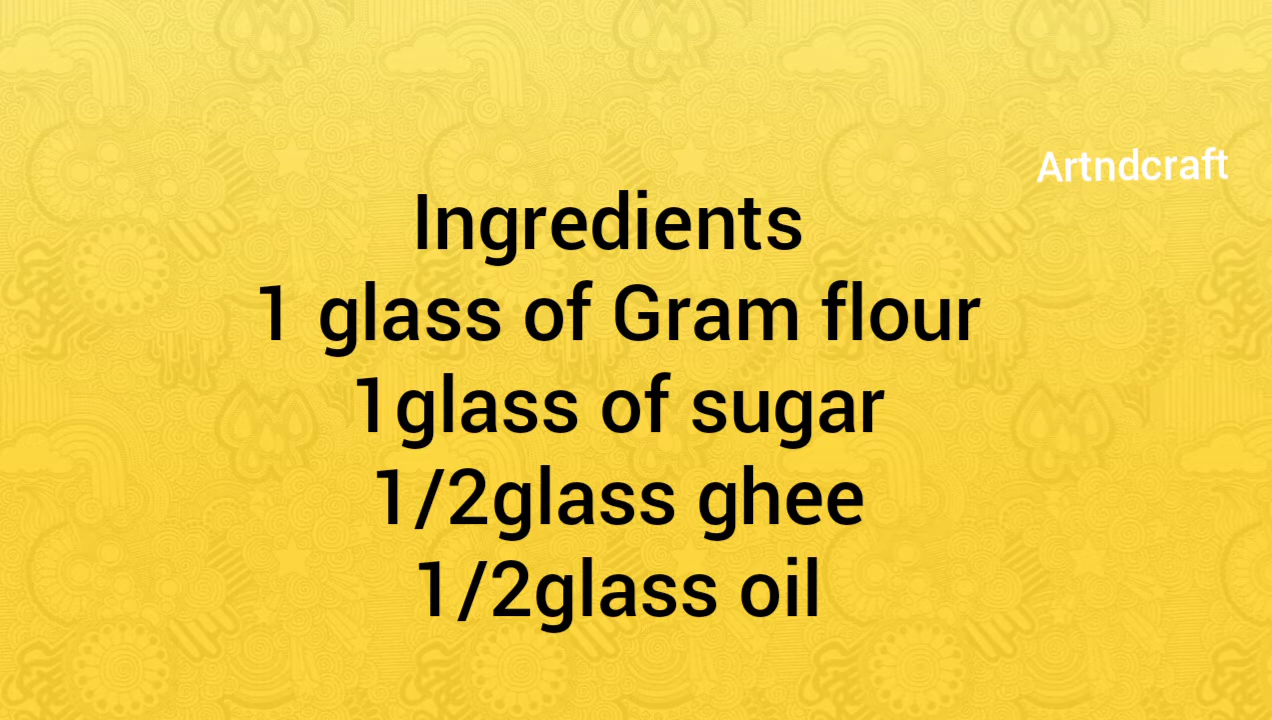 Artndcraft
Ingredients
1 glass of Gram flour
1glass of sugar
1/2glass ghee
1/2glass oil